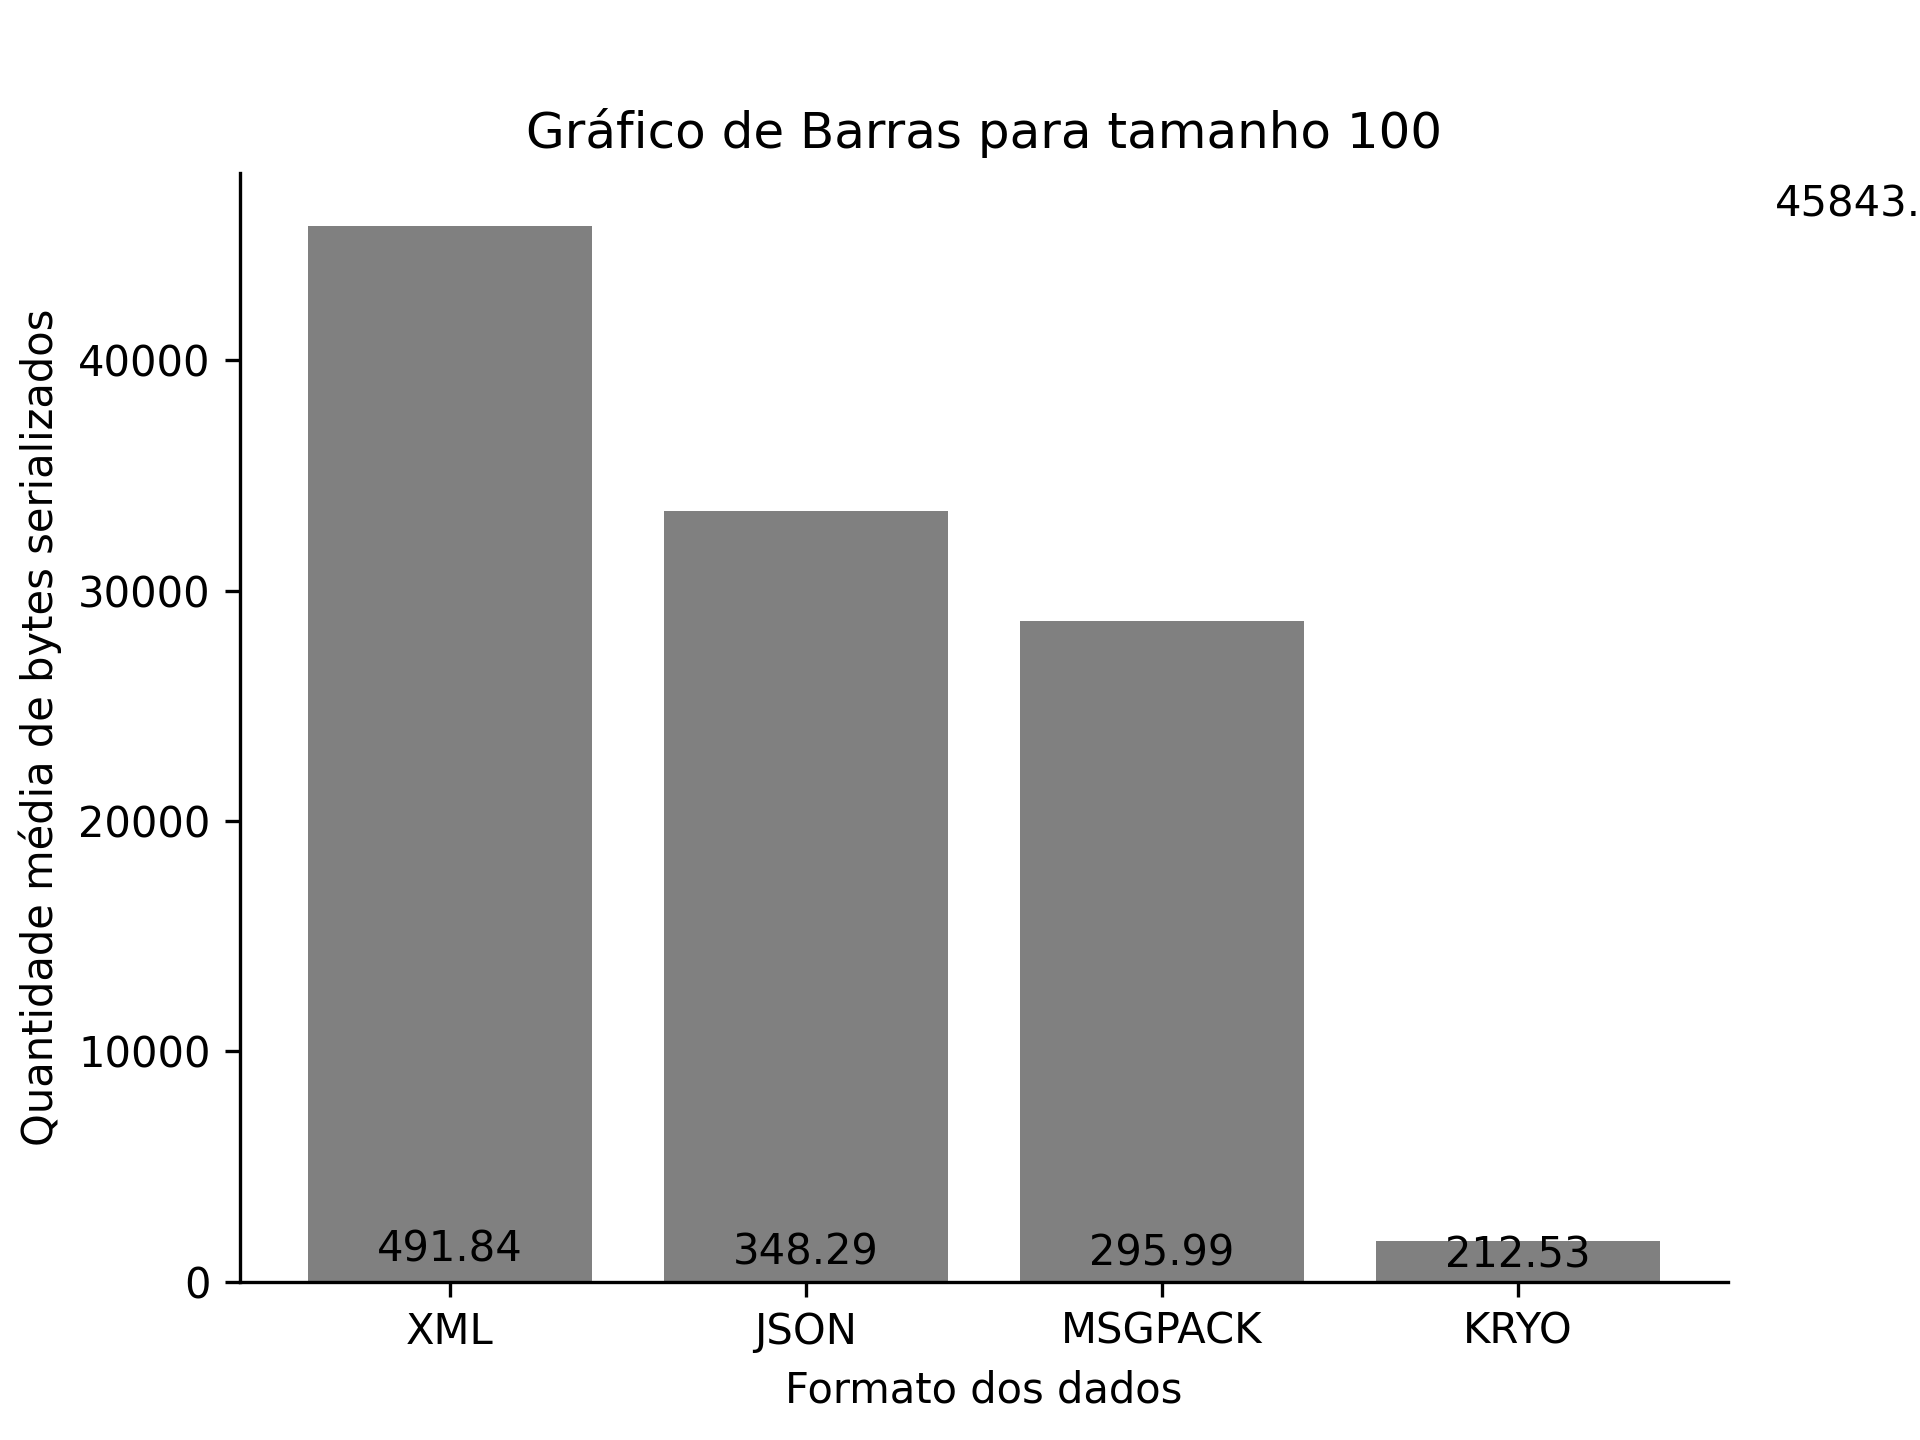 Gráfico de Barras para tamanho 100
45843.
Quantidade média de bytes serializados
40000
30000
20000
10000
0
491.84
348.29
295.99
212.53
XML
JSON
MSGPACK
KRYO
Formato dos dados